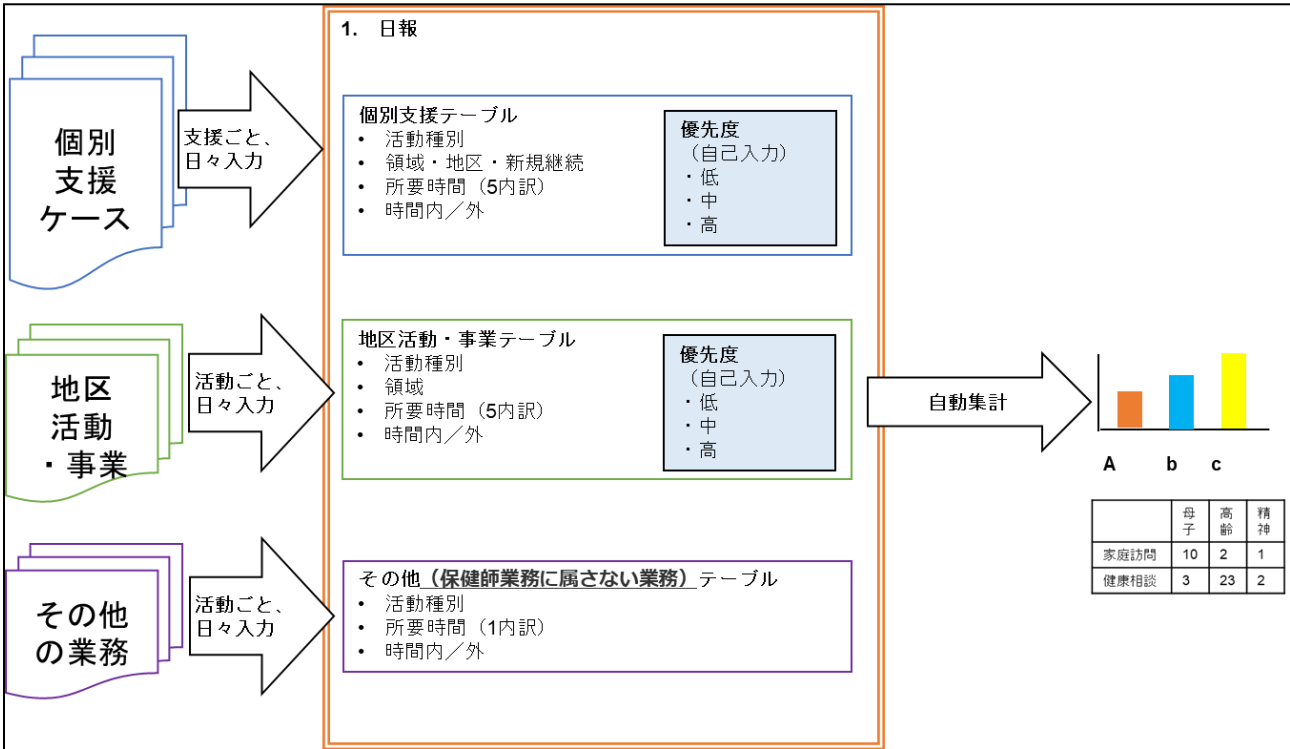 1. 日報
個別
支援
ケース
支援ごと、
日々入力
個別支援テーブル
• 活動種別
• 領域・地区・新規継続
• 所要時間（5内訳）
• 時間内／外
優先度
（自己入力）
・低
・中
・高
地区
活動
・事業
活動ごと、
日々入力
地区活動・事業テーブル
• 活動種別
• 領域
• 所要時間（5内訳）
• 時間内／外
優先度
（自己入力）
・低
・中
・高
自動集計
A b c
母子 高齢 精神
家庭訪問 10 2 1
健康相談 3 23 2
その他
の業務
活動ごと、
日々入力
その他（保健師業務に属さない業務）テーブル
• 活動種別
• 所要時間（1内訳）
• 時間内／外